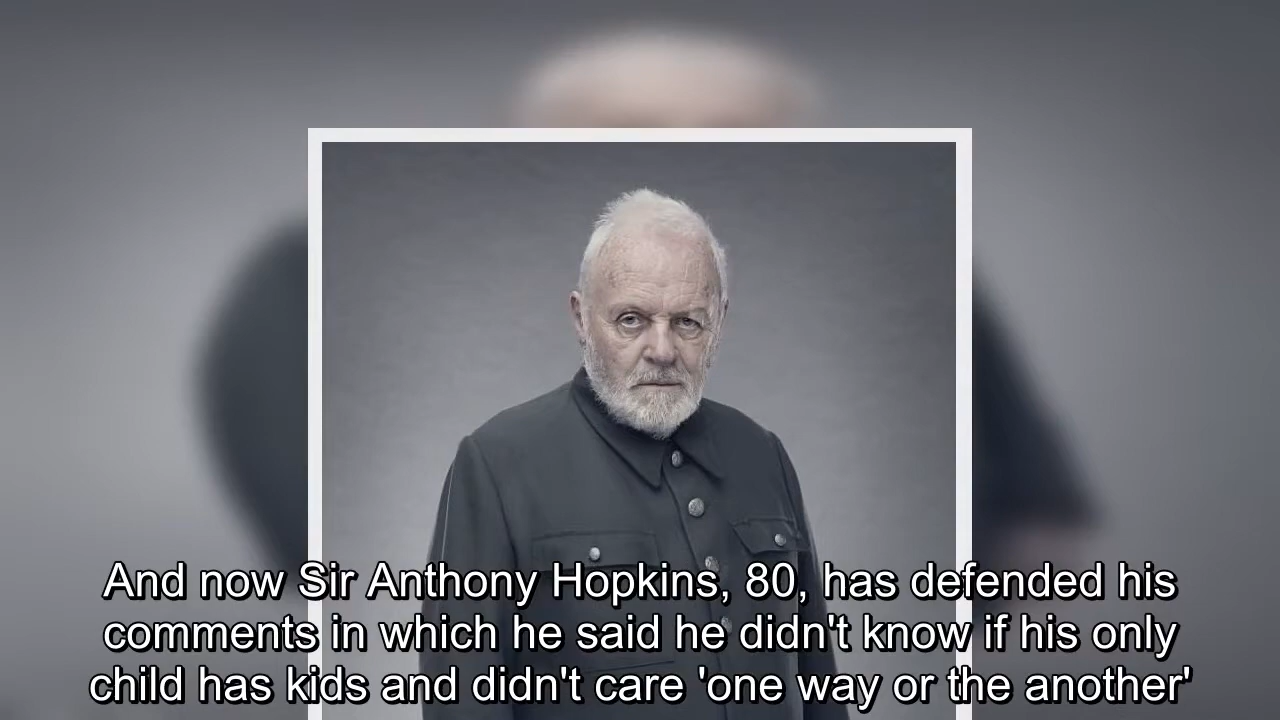 And now Sir Anthony Hopkins, 80, has defended his
comments in which he said he didn't know if his only
child has kids and didn't care 'one way or the another'